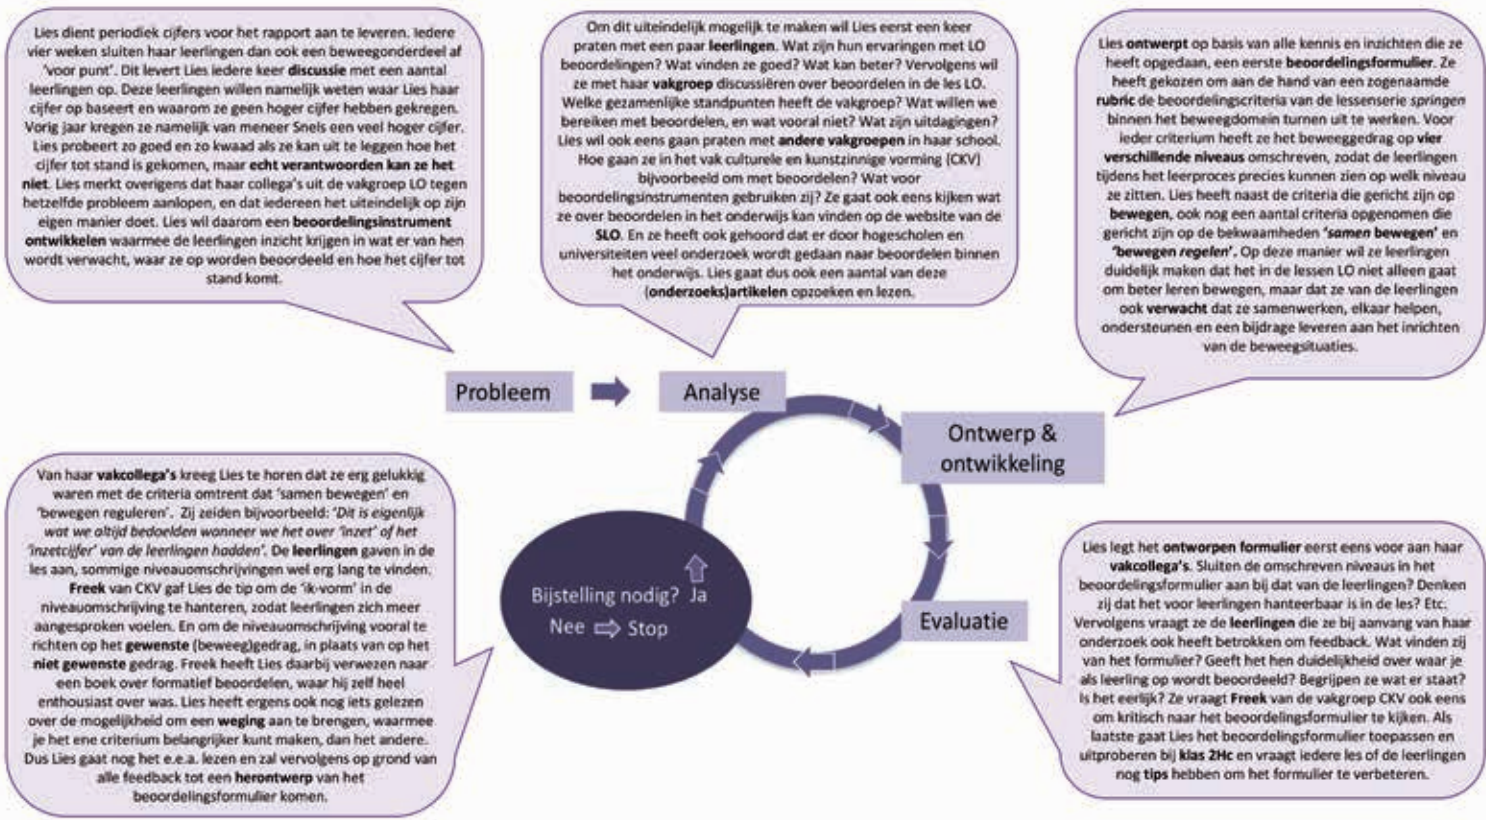 Lies dient periodiek cijfers voor het rapport aan te leveren. Iedere
vier weken sluiten haar leerlingen dan ook een beweegonderdeel af
'voor punt'. Dit levert Lies iedere keer discussie met een aantal
leerlingen op. Deze leerlingen willen namelijk weten waar Lies haar
cijfer op baseert en waarom ze geen hoger cijfer hebben gekregen.
Vorig jaar kregen ze namelijk van meneer Snels een veel hoger cijfer.
Lies probeert zo goed en zo kwaad als ze kan uit te leggen hoe het
cijfer tot stand is gekomen, maar echt verantwoorden kan ze het
niet. Lies merkt overigens dat haar collega's uit de vakgroep LO tegen
hetzelfde probleem aanlopen, en dat iedereen het uiteindelijk op zijn
eigen manier doet. Lies wil daarom een beoordelingsinstrument
ontwikkelen waarmee de leerlingen inzicht krijgen in wat er van hen
wordt verwacht, waar ze op worden beoordeeld en hoe het cijfer tot
stand komt.
Om dit uiteindelijk mogelijk te maken wil Lies eerst een keer
praten met een paar leerlingen. Wat zijn hun ervaringen met LO
beoordelingen? Wat vinden ze goed? Wat kan beter? Vervolgens wil
ze met haar vakgroep discussiëren over beoordelen in de les LO.
Welke gezamenlijke standpunten heeft de vakgroep? Wat willen we
bereiken met beoordelen, en wat vooral niet? Wat zijn uitdagingen?
Lies wil ook eens gaan praten met andere vakgroepen in haar school.
Hoe gaan ze in het vak culturele en kunstzinnige vorming (CKV)
bijvoorbeeld om met beoordelen? Wat voor
beoordelingsinstrumenten gebruiken zij? Ze gaat ook eens kijken wat
ze over beoordelen in het onderwijs kan vinden op de website van de
SLO. En ze heeft ook gehoord dat er door hogescholen en
universiteiten veel onderzoek wordt gedaan naar beoordelen binnen
het onderwijs. Lies gaat dus ook een aantal van deze
(onderzoeks)artikelen opzoeken en lezen.
Lies ontwerpt op basis van alle kennis en inzichten die ze
heeft opgedaan, een eerste beoordelingsformulier. Ze
heeft gekozen om aan de hand van een zogenaamde
rubric de beoordelingscriteria van de lessenserie springen
binnen het beweegdomein turnen uit te werken. Voor
ieder criterium heeft ze het beweeggedrag op vier
verschillende niveaus omschreven, zodat de leerlingen
tijdens het leerproces precies kunnen zien op welk niveau
ze zitten. Lies heeft naast de criteria die gericht zijn op
bewegen, ook nog een aantal criteria opgenomen die
gericht zijn op de bekwaamheden 'samen bewegen' en
'bewegen regelen'. Op deze manier wil ze leerlingen
duidelijk maken dat het in de lessen LO niet alleen gaat
om beter leren bewegen, maar dat ze van de leerlingen
ook verwacht dat ze samenwerken, elkaar helpen,
ondersteunen en een bijdrage leveren aan het inrichten
van de beweegsituaties.
Probleem
Analyse
Ontwerp &
ontwikkeling
Evaluatie
Bijstelling nodig? Ja
Nee
Stop
Van haar vakcollega's kreeg Lies te horen dat ze erg gelukkig
waren met de criteria omtrent dat 'samen bewegen' en
'bewegen reguleren'. Zij zeiden bijvoorbeeld: 'Dit is eigenlijk
wat we altijd bedoelden wanneer we het over 'inzet' of het
'inzetcijfer' van de leerlingen hadden'. De leerlingen gaven in de
les aan, sommige niveauomschrijvingen wel erg lang te vinden.
Freek van CKV gaf Lies de tip om de 'ik-vorm' in de
niveauomschrijving te hanteren, zodat leerlingen zich meer
aangesproken voelen. En om de niveauomschrijving vooral te
richten op het gewenste (beweeg)gedrag, in plaats van op het
niet gewenste gedrag. Freek heeft Lies daarbij verwezen naar
een boek over formatief beoordelen, waar hij zelf heel
enthousiast over was. Lies heeft ergens ook nog iets gelezen
over de mogelijkheid om een weging aan te brengen, waarmee
je het ene criterium belangrijker kunt maken, dan het andere.
Dus Lies gaat nog het e.e.a. lezen en zal vervolgens op grond van
alle feedback tot een herontwerp van het
beoordelingsformulier komen.
Lies legt het ontworpen formulier eerst eens voor aan haar
vakcollega's. Sluiten de omschreven niveaus in het
beoordelingsformulier aan bij dat van de leerlingen? Denken
zij dat het voor leerlingen hanteerbaar is in de les? Etc.
Vervolgens vraagt ze de leerlingen die ze bij aanvang van haar
onderzoek ook heeft betrokken om feedback. Wat vinden zij
van het formulier? Geeft het hen duidelijkheid over waar je
als leerling op wordt beoordeeld? Begrijpen ze wat er staat?
Is het eerlijk? Ze vraagt Freek van de vakgroep CKV ook eens
om kritisch naar het beoordelingsformulier te kijken. Als
laatste gaat Lies het beoordelingsformulier toepassen en
uitproberen bij klas 2Hc en vraagt iedere les of de leerlingen
nog tips hebben om het formulier te verbeteren.